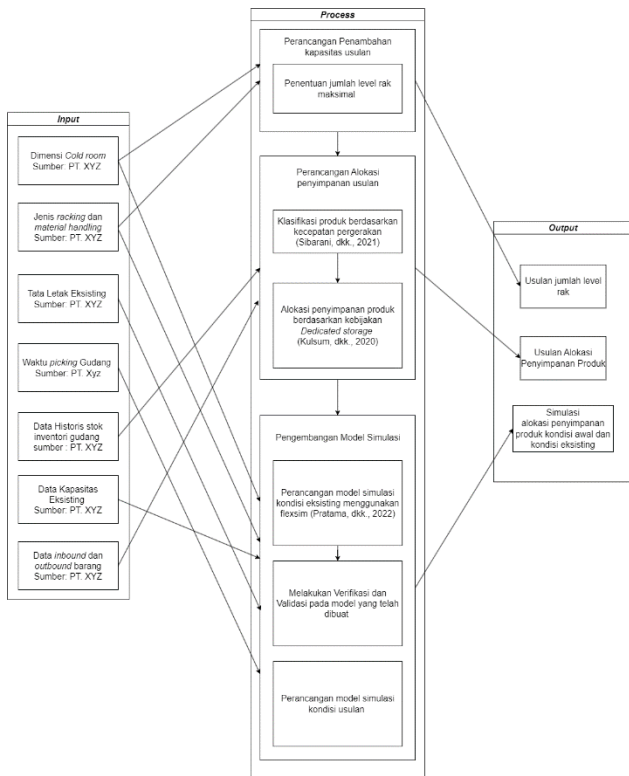 Input
Dimensi Cold room
Sumber: PT. XYZ
Jenis racking dan
material handling
Sumber: PT. XYZ
Tata Letak Eksisting
Sumber: PT. XYZ
Waktu picking Gudang
Sumber: PT. Xyz
Data Historis stok
inventori gudang
sumber : PT. XYZ
Data Kapasitas
Eksisting
Sumber: PT. XYZ
Data inbound dan
outbound barang
Sumber: PT. XYZ
Process
Perancangan Penambahan
kapasitas usulan
Penentuan jumlah level rak
maksimal
Perancangan Alokasi
penyimpanan usulan
Klasifikasi produk berdasarkan
kecepatan pergerakan
(Sibarani, dkk., 2021)
Alokasi penyimpanan produk
berdasarkan kebijakan
Dedicated storage
(Kulsum, dkk., 2020)
Pengembangan Model Simulasi
Perancangan model simulasi
kondisi eksisting menggunakan
flexsim (Pratama, dkk., 2022)
Melakukan Verifikasi dan
Validasi pada model yang telah
dibuat
Perancangan model simulasi
kondisi usulan
Output
Usulan jumlah level
rak
Usulan Alokasi
Penyimpanan Produk
Simulasi
alokasi penyimpanan
produk kondisi awal dan
kondisi eksisting